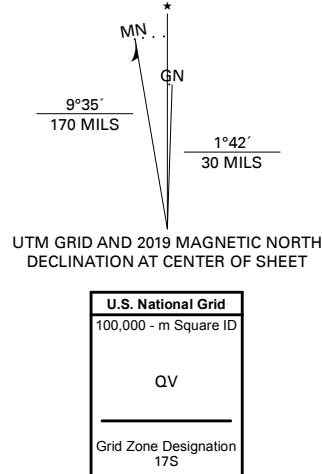 ★
MN
GN
9°35´
170 MILS
1°42´
30 MILS
UTM GRID AND 2019 MAGNETIC NORTH
DECLINATION AT CENTER OF SHEET
U.S. National Grid
100,000 - m Square ID
QV
Grid Zone Designation
17S